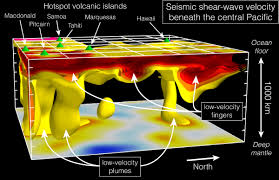 Hotspot volcanic islands
Macdonald
Pitcairn
Samoa
Tahiti
Marquesas
Hawaii
Seismic shear-wave velocity
beneath the central Pacific
Ocean
floor
1000 km
low-velocity
fingers
low-velocity
plumes
Deep
mantle
North